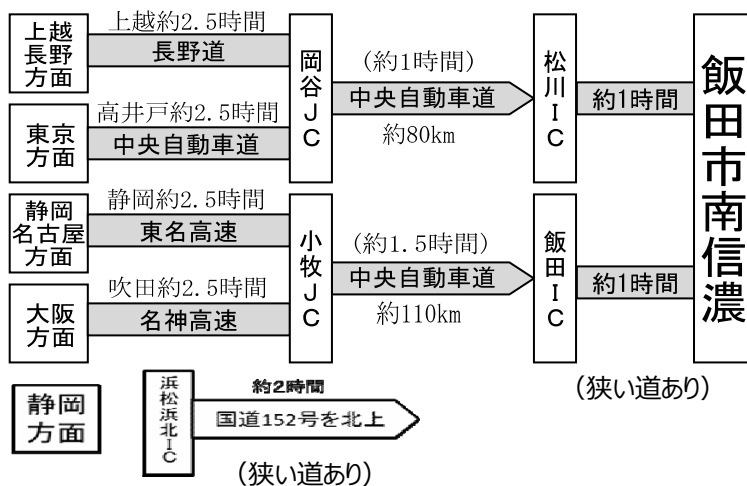 上越
長野
方面
上越約2.5時間
長野道
東京
方面
高井戸約2.5時間
中央自動車道
岡谷JC
(約1時間)
中央自動車道
約80km
松川IC
約1時間
静岡
名古屋
方面
静岡約2.5時間
東名高速
大阪
方面
吹田約2.5時間
名神高速
小牧JC
(約1.5時間)
中央自動車道
約110km
飯田IC
約1時間
飯田市南信濃
(狭い道あり)
静岡
方面
浜松浜北IC
約2時間
国道152号を北上
(狭い道あり)